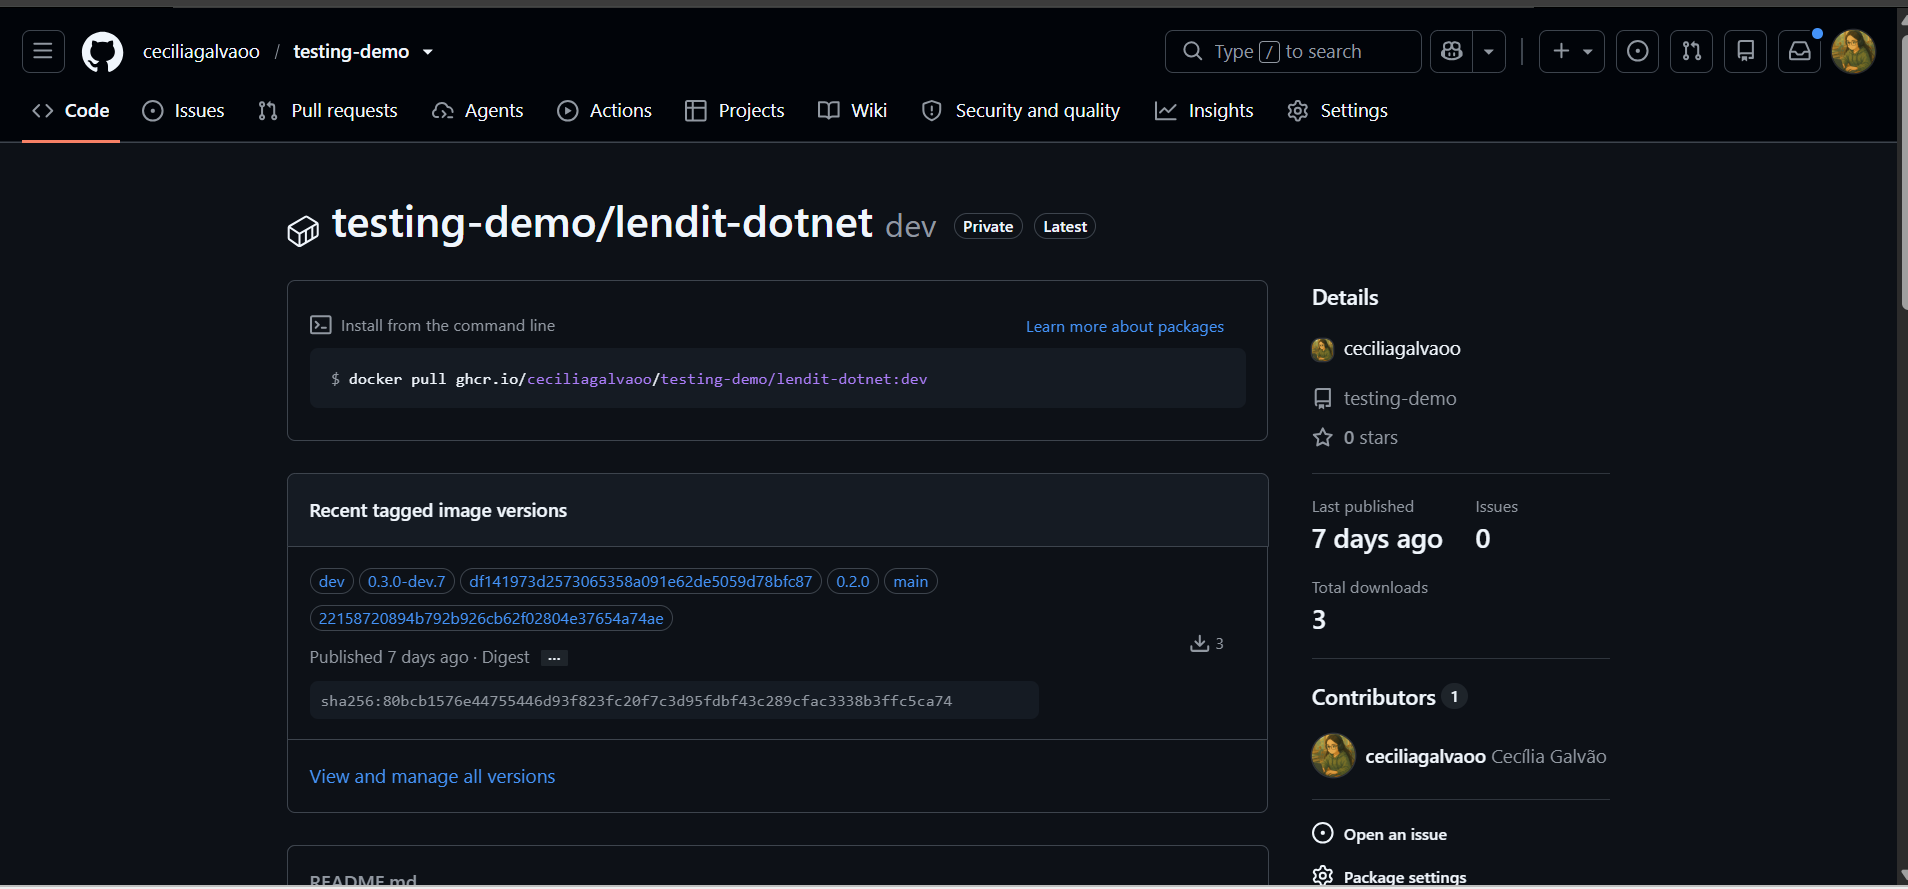 ceciliagalvaoo / testing-demo
Type / to search
Code Issues Pull requests Agents Actions Projects Wiki Security and quality Insights Settings
testing-demo/lendit-dotnet dev Private Latest
Install from the command line Learn more about packages
$ docker pull ghcr.io/ceciliagalvaoo/testing-demo/lendit-dotnet:dev
Recent tagged image versions
dev 0.3.0-dev.7 df141973d2573065358a091e62de5059d78bfc87 0.2.0 main
22158720894b792b926cb62f02804e37654a74ae
Published 7 days ago · Digest ...
3
sha256:80bcb1576e44755446d93f823fc20f7c3d95fdbf43c289cfac3338b3ffc5ca74
View and manage all versions
README.md
Details
ceciliagalvaoo
testing-demo
0 stars
Last published Issues
7 days ago 0
Total downloads
3
Contributors 1
ceciliagalvaoo Cecília Galvão
Open an issue
Package settings